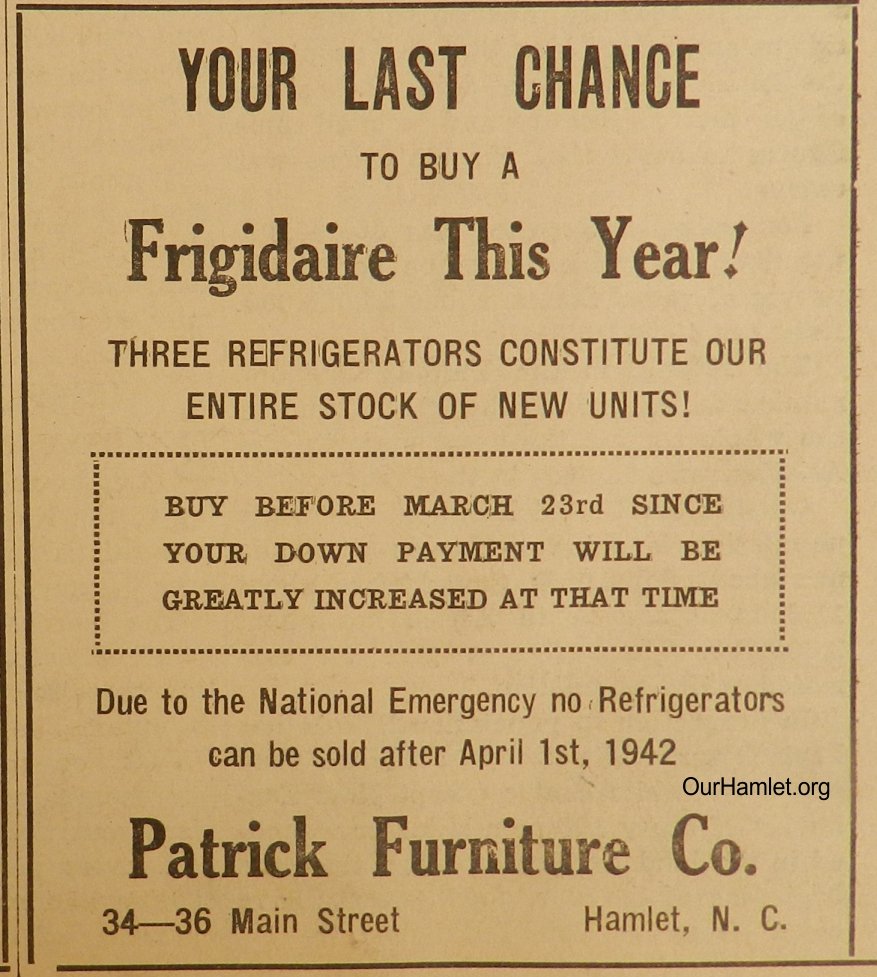 YOUR LAST CHANCE
TO BUY A
Frigidaire This Year!
THREE REFRIGERATORS CONSTITUTE OUR
ENTIRE STOCK OF NEW UNITS!
BUY BEFORE MARCH 23rd SINCE
YOUR DOWN PAYMENT WILL BE
GREATLY INCREASED AT THAT TIME
Due to the National Emergency no Refrigerators
can be sold after April 1st, 1942
OurHamlet.org
Patrick Furniture Co.
34—36 Main Street Hamlet, N. C.